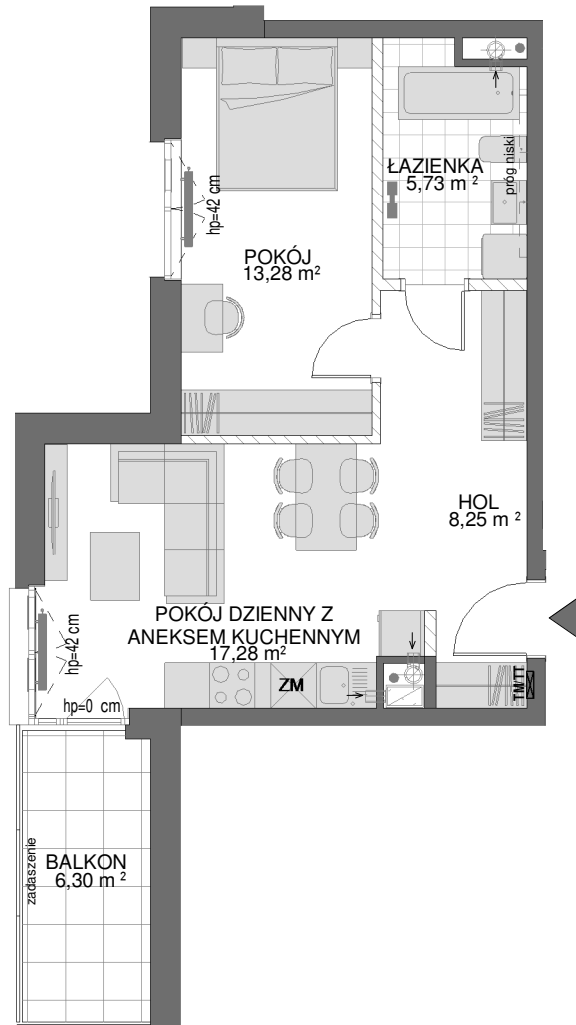 ŁAZIENKA
5,73 m²
próg niski
hp=42 cm
POKÓJ
13,28 m²
HOL
8,25 m²
POKÓJ DZIENNY Z
ANEKSEM KUCHENNYM
17,28 m²
hp=42 cm
hp=0 cm
ZM
TM/TT
BALKON
6,30 m²
zadaszenie